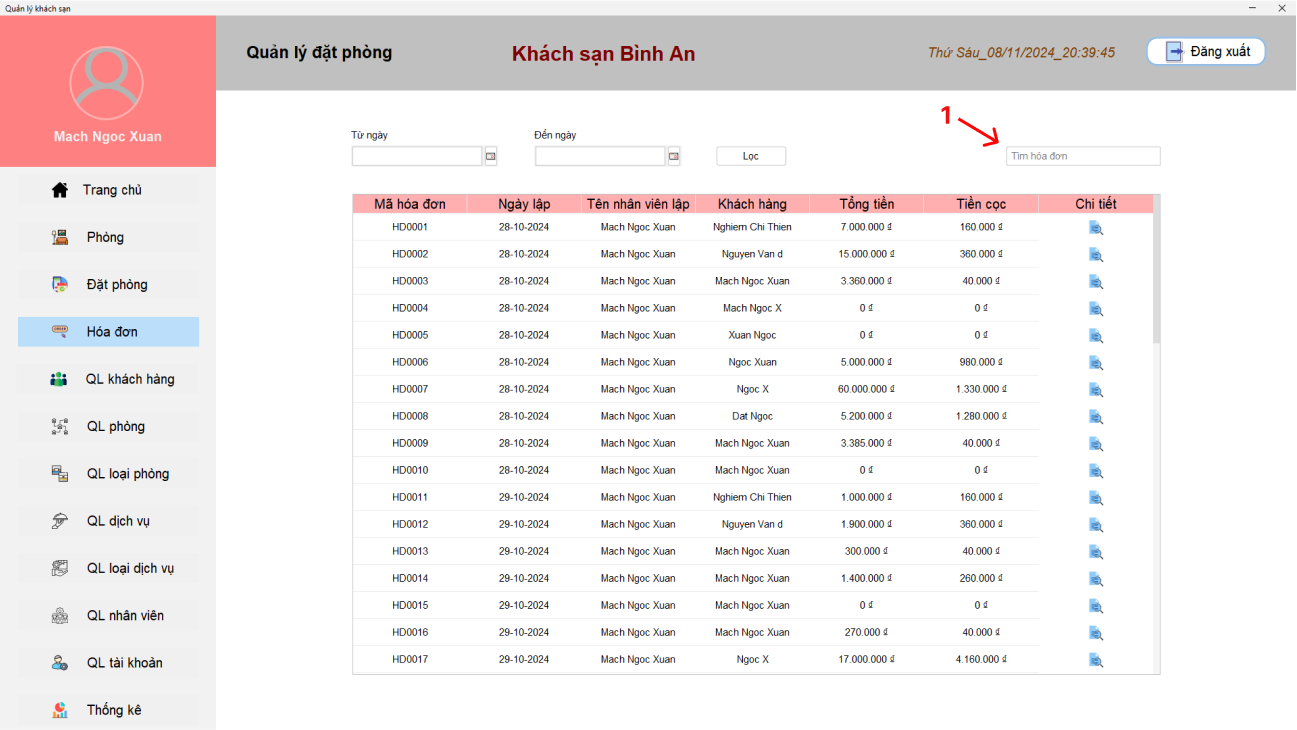 Quản lý khách sạn
Mach Ngoc Xuan
Quản lý đặt phòng
Khách sạn Bình An
Thứ Sáu_08/11/2024_20:39:45
Đăng xuất
Trang chủ
Phòng
Đặt phòng
Hóa đơn
QL khách hàng
QL phòng
QL loại phòng
QL dịch vụ
QL loại dịch vụ
QL nhân viên
QL tài khoản
Thống kê
1
Từ ngày
Đến ngày
Lọc
Tìm hóa đơn
Mã hóa đơn Ngày lập Tên nhân viên lập Khách hàng Tổng tiền Tiền cọc Chi tiết
HD0001 28-10-2024 Mach Ngoc Xuan Nghiem Chi Thien 7.000.000 ₫ 160.000 ₫
HD0002 28-10-2024 Mach Ngoc Xuan Nguyen Van d 15.000.000 ₫ 360.000 ₫
HD0003 28-10-2024 Mach Ngoc Xuan Mach Ngoc Xuan 3.360.000 ₫ 40.000 ₫
HD0004 28-10-2024 Mach Ngoc Xuan Mach Ngoc X 0 ₫ 0 ₫
HD0005 28-10-2024 Mach Ngoc Xuan Xuan Ngoc 0 ₫ 0 ₫
HD0006 28-10-2024 Mach Ngoc Xuan Ngoc Xuan 5.000.000 ₫ 980.000 ₫
HD0007 28-10-2024 Mach Ngoc Xuan Ngoc X 60.000.000 ₫ 1.330.000 ₫
HD0008 28-10-2024 Mach Ngoc Xuan Dat Ngoc 5.200.000 ₫ 1.280.000 ₫
HD0009 28-10-2024 Mach Ngoc Xuan Mach Ngoc Xuan 3.385.000 ₫ 40.000 ₫
HD0010 28-10-2024 Mach Ngoc Xuan Mach Ngoc Xuan 0 ₫ 0 ₫
HD0011 29-10-2024 Mach Ngoc Xuan Nghiem Chi Thien 1.000.000 ₫ 160.000 ₫
HD0012 29-10-2024 Mach Ngoc Xuan Nguyen Van d 1.900.000 ₫ 360.000 ₫
HD0013 29-10-2024 Mach Ngoc Xuan Mach Ngoc Xuan 300.000 ₫ 40.000 ₫
HD0014 29-10-2024 Mach Ngoc Xuan Mach Ngoc Xuan 1.400.000 ₫ 260.000 ₫
HD0015 29-10-2024 Mach Ngoc Xuan Mach Ngoc Xuan 0 ₫ 0 ₫
HD0016 29-10-2024 Mach Ngoc Xuan Mach Ngoc Xuan 270.000 ₫ 40.000 ₫
HD0017 29-10-2024 Mach Ngoc Xuan Ngoc X 17.000.000 ₫ 4.160.000 ₫